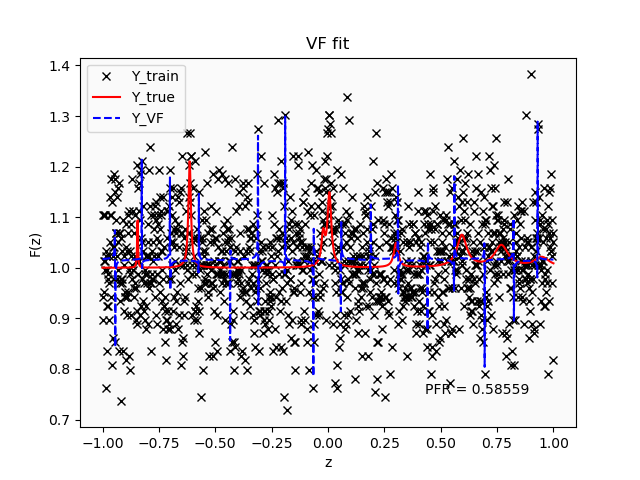 VF fit
1.4
1.3
1.2
1.1
1.0
0.9
0.8
0.7
F(z)
Y_train
Y_true
Y_VF
PFR = 0.58559
−1.00 −0.75 −0.50 −0.25 0.00 0.25 0.50 0.75 1.00
z